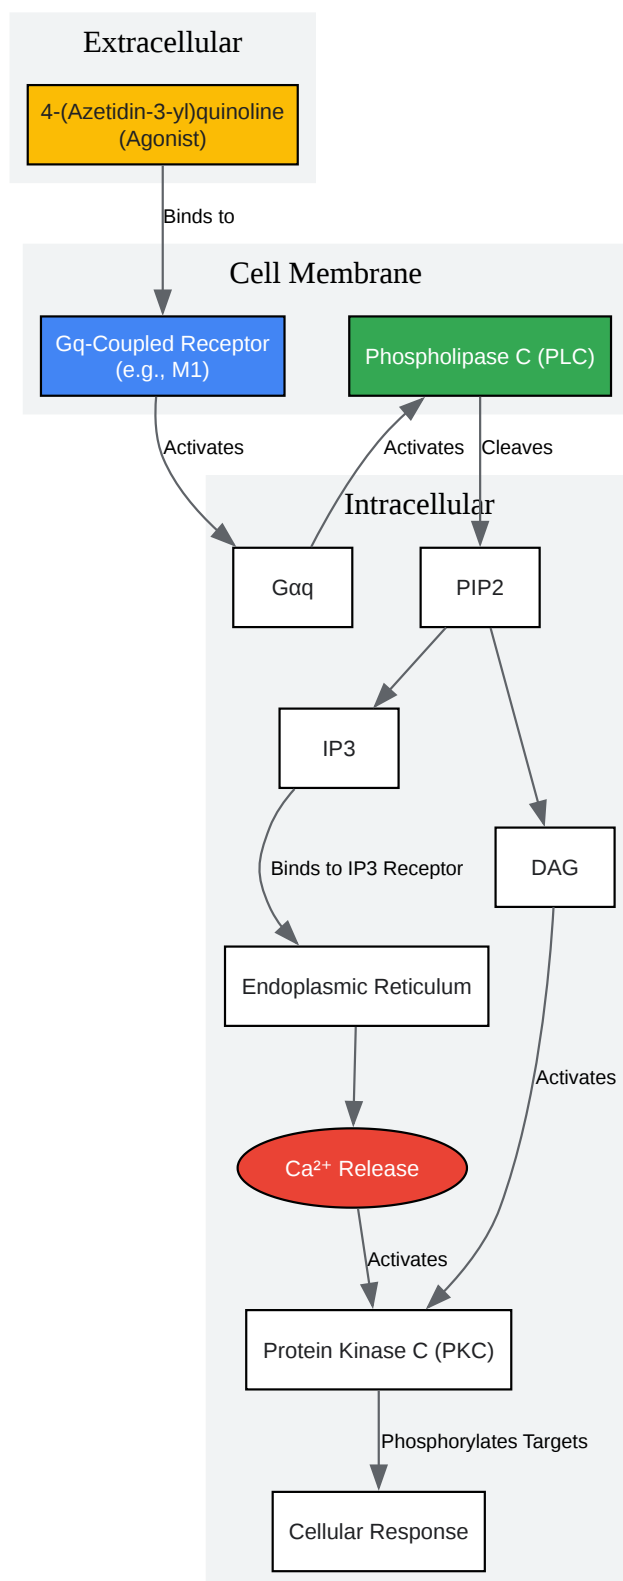 Extracellular
4-(Azetidin-3-yl)quinoline
(Agonist)
Binds to
Cell Membrane
Gq-Coupled Receptor
(e.g., M1)
Phospholipase C (PLC)
Activates
Activates
Cleaves
Intracellular
Gαq
PIP2
IP3
DAG
Binds to IP3 Receptor
Endoplasmic Reticulum
Activates
Ca²⁺ Release
Activates
Protein Kinase C (PKC)
Phosphorylates Targets
Cellular Response